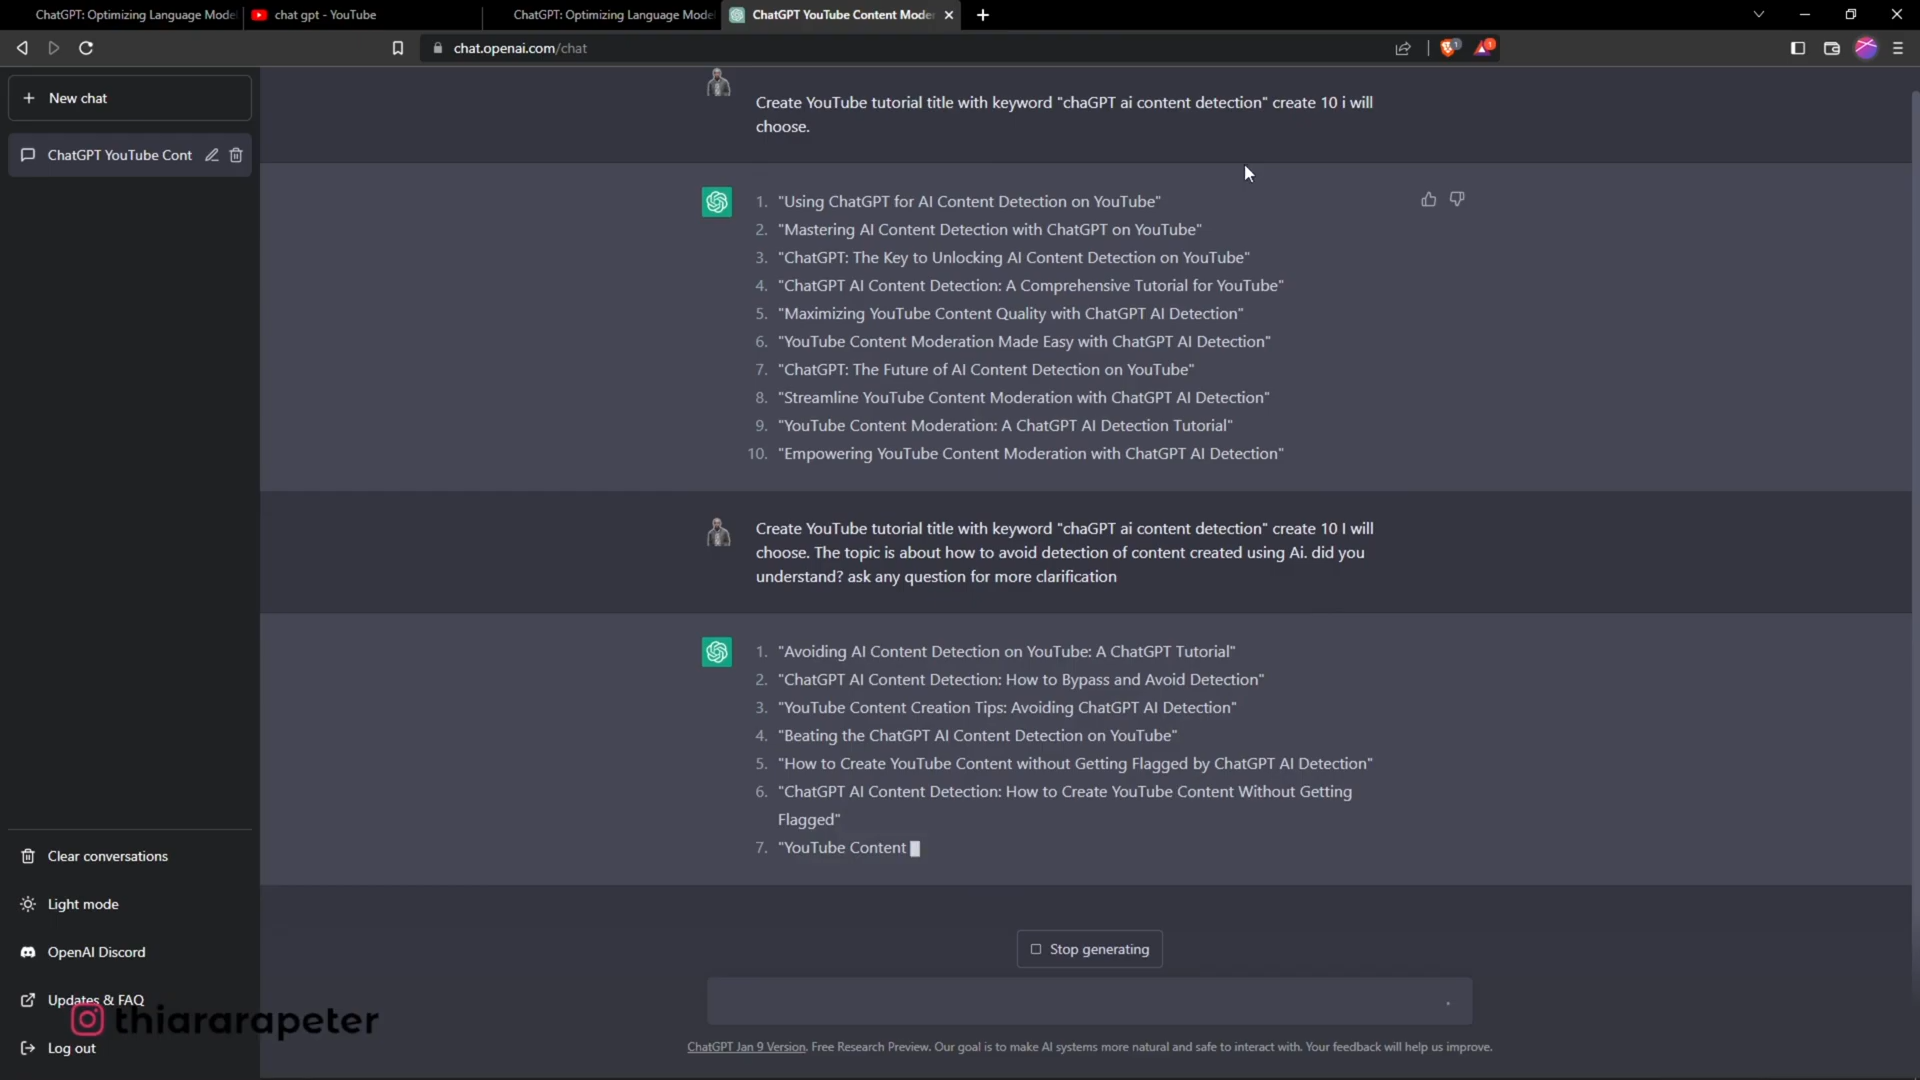 ChatGPT: Optimizing Language Model
chat gpt - YouTube
ChatGPT: Optimizing Language Model
ChatGPT YouTube Content Mode
chat.openai.com/chat
1
1
New chat
ChatGPT YouTube Cont
Create YouTube tutorial title with keyword "chaGPT ai content detection" create 10 i will
choose.
1. "Using ChatGPT for AI Content Detection on YouTube"
2. "Mastering AI Content Detection with ChatGPT on YouTube"
3. "ChatGPT: The Key to Unlocking AI Content Detection on YouTube"
4. "ChatGPT AI Content Detection: A Comprehensive Tutorial for YouTube"
5. "Maximizing YouTube Content Quality with ChatGPT AI Detection"
6. "YouTube Content Moderation Made Easy with ChatGPT AI Detection"
7. "ChatGPT: The Future of AI Content Detection on YouTube"
8. "Streamline YouTube Content Moderation with ChatGPT AI Detection"
9. "YouTube Content Moderation: A ChatGPT AI Detection Tutorial"
10. "Empowering YouTube Content Moderation with ChatGPT AI Detection"
Create YouTube tutorial title with keyword "chaGPT ai content detection" create 10 I will
choose. The topic is about how to avoid detection of content created using Ai. did you
understand? ask any question for more clarification
1. "Avoiding AI Content Detection on YouTube: A ChatGPT Tutorial"
2. "ChatGPT AI Content Detection: How to Bypass and Avoid Detection"
3. "YouTube Content Creation Tips: Avoiding ChatGPT AI Detection"
4. "Beating the ChatGPT AI Content Detection on YouTube"
5. "How to Create YouTube Content without Getting Flagged by ChatGPT AI Detection"
6. "ChatGPT AI Content Detection: How to Create YouTube Content Without Getting
Flagged"
7. "YouTube Content
Clear conversations
Light mode
OpenAI Discord
Updates & FAQ
Log out
thiararapeter
Stop generating
ChatGPT Jan 9 Version. Free Research Preview. Our goal is to make AI systems more natural and safe to interact with. Your feedback will help us improve.